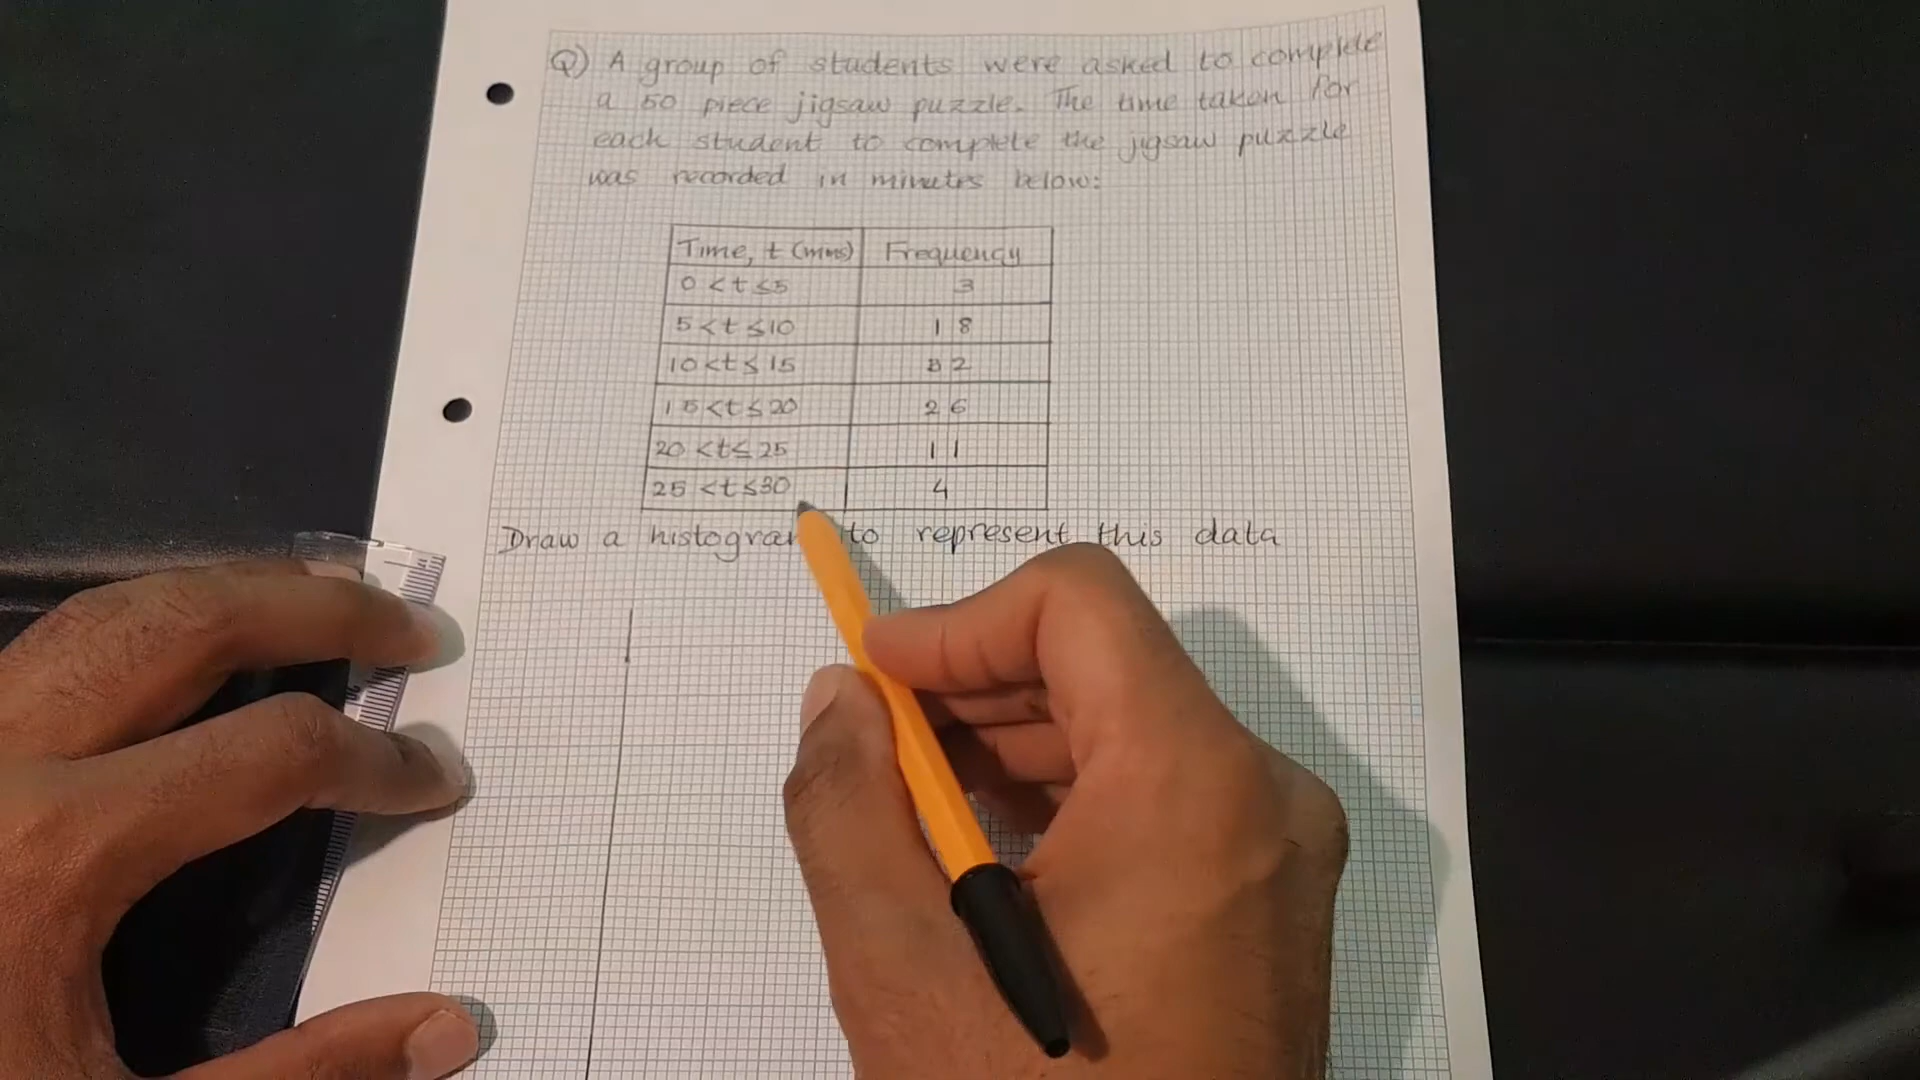 Q) A group of students were asked to complete
a 50 piece jigsaw puzzle. The time taken for
each student to complete the jigsaw puzzle
was recorded in minutes below:
Time, t (mins) Frequency
0 < t ≤ 5 3
5 < t ≤ 10 18
10 < t ≤ 15 32
15 < t ≤ 20 26
20 < t ≤ 25 11
25 < t ≤ 30 4
Draw a histogram to represent this data